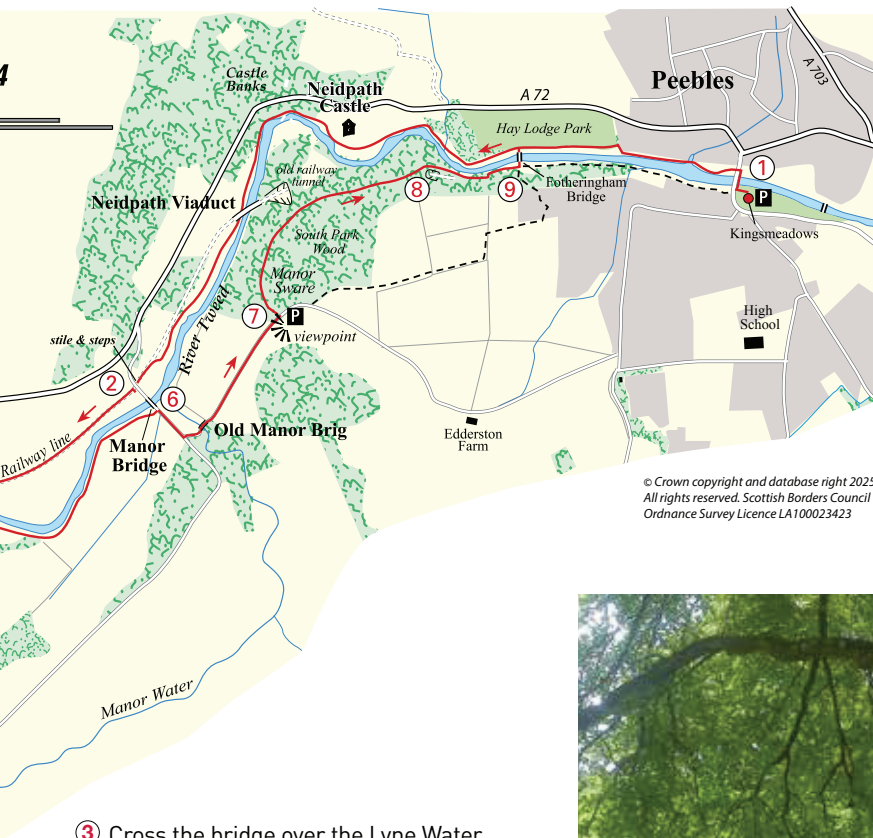 4
Castle
Banks
Neidpath
Castle
A 72
Peebles
A 703
Hay Lodge Park
old railway
tunnel
Neidpath Viaduct
8
9
Fotheringham
Bridge
1
P
Kingsmeadows
South Park
Wood
Manor
Sware
River Tweed
7
P
viewpoint
High
School
stile & steps
2
6
Old Manor Brig
Manor
Bridge
Railway line
Edderston
Farm
© Crown copyright and database right 2025
All rights reserved. Scottish Borders Council
Ordnance Survey Licence LA100023423
Manor Water
3 Cross the bridge over the Lyne Water